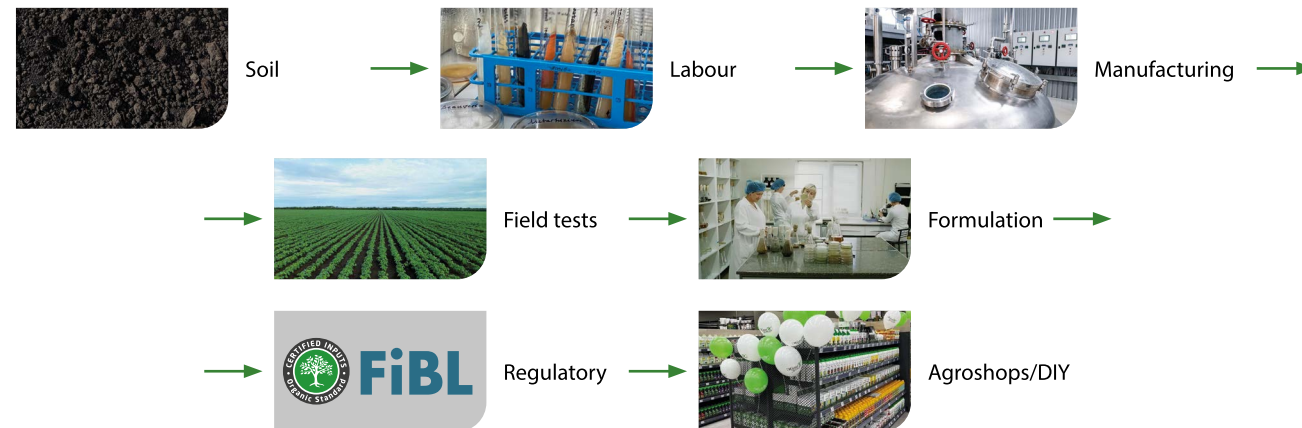 Soil
Labour
Manufacturing
Field tests
Formulation
CERTIFIED INPUTS
Organic Standard
FiBL
Regulatory
Agroshops/DIY